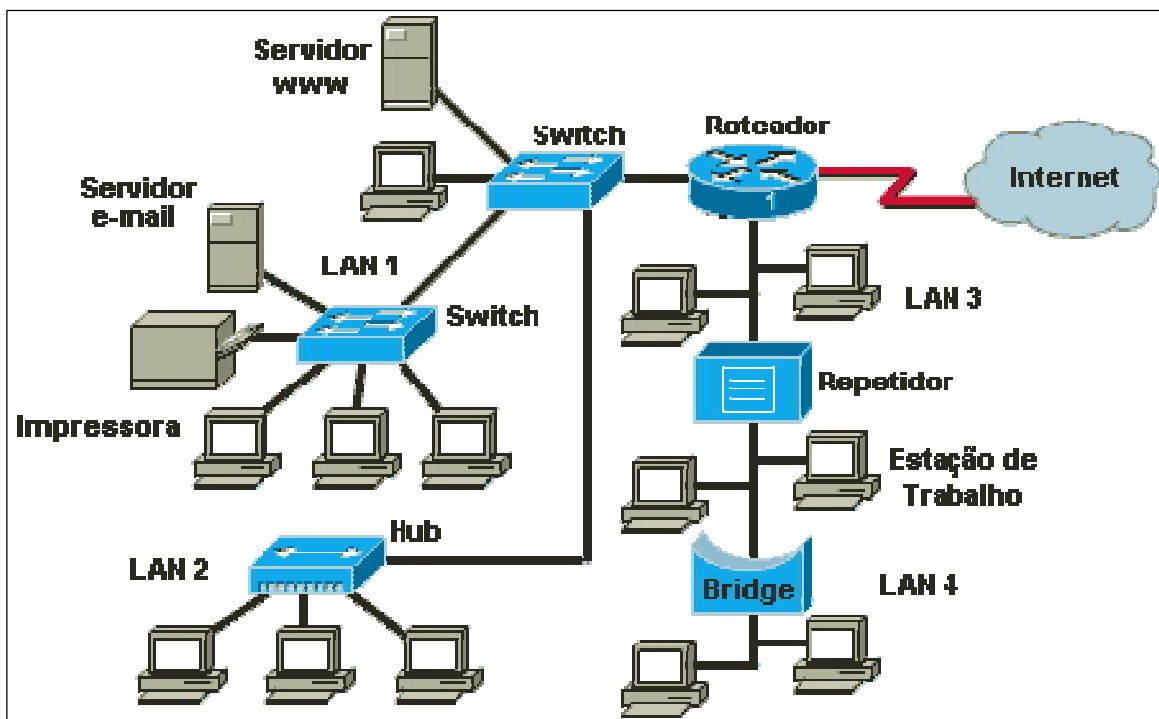 Servidor
www
Switch
Roteador
Internet
Servidor
e-mail
LAN 1
Switch
LAN 3
Repetidor
Impressora
Estação de
Trabalho
Hub
LAN 2
Bridge
LAN 4